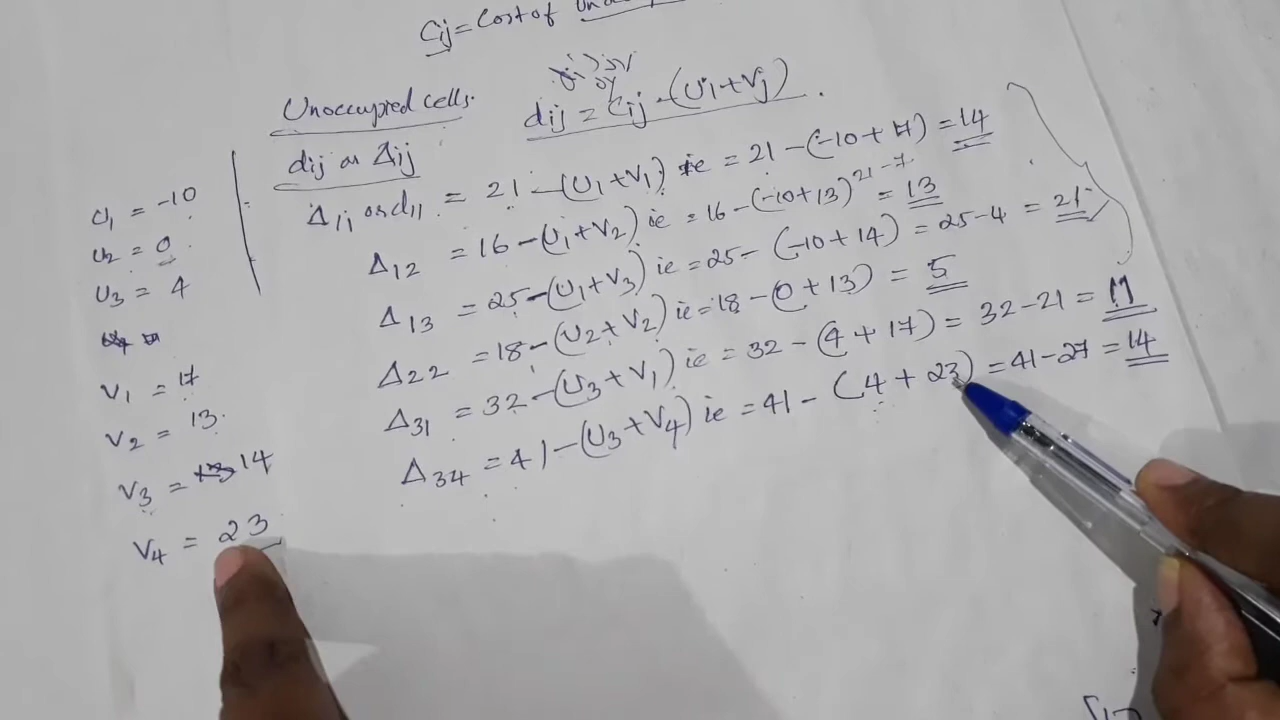 Cij = Cost of
Unoccupied cells.
dij = Cij - (Ui + Vj).
dij or Δij
U1 = -10
U2 = 0
U3 = 4
V1 = 17
V2 = 13
V3 = 14
V4 = 23
Δ11 or d11 = 21 - (U1 + V1) ie = 21 - (-10 + 17) = 14
21 - 7
Δ12 = 16 - (U1 + V2) ie = 16 - (-10 + 13) = 13
Δ13 = 25 - (U1 + V3) ie = 25 - (-10 + 14) = 25 - 4 = 21
Δ22 = 18 - (U2 + V2) ie = 18 - (0 + 13) = 5
Δ31 = 32 - (U3 + V1) ie = 32 - (4 + 17) = 32 - 21 = 11
Δ34 = 41 - (U3 + V4) ie = 41 - (4 + 23) = 41 - 27 = 14